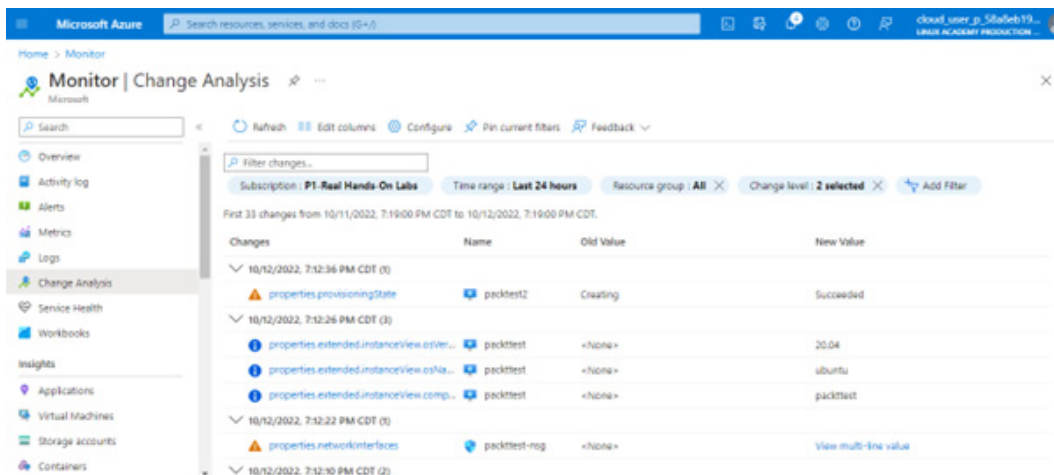 Microsoft Azure
Search resources, services, and docs (G+/)
cloud_user_p_58a8eb19...
LINUX ACADEMY PRODUCTION ...
Home > Monitor
Monitor | Change Analysis
Microsoft
Search
Overview
Activity log
Alerts
Metrics
Logs
Change Analysis
Service Health
Workbooks
Insights
Applications
Virtual Machines
Storage accounts
Containers
Refresh Edit columns Configure Pin current filters Feedback
Filter changes...
Subscription : P1-Real Hands-On Labs Time range : Last 24 hours Resource group : All Change level : 2 selected Add Filter
First 33 changes from 10/11/2022, 7:19:00 PM CDT to 10/12/2022, 7:19:00 PM CDT.
Changes Name Old Value New Value
10/12/2022, 7:12:36 PM CDT (1)
properties.provisioningState packtest2 Creating Succeeded
10/12/2022, 7:12:26 PM CDT (3)
properties.extended.instanceView.osVer... packttest <None> 20.04
properties.extended.instanceView.osNa... packttest <None> ubuntu
properties.extended.instanceView.comp... packttest <None> packttest
10/12/2022, 7:12:22 PM CDT (1)
properties.networkInterfaces packttest-nsg <None> View multi-line value
10/12/2022, 7:12:10 PM CDT (2)